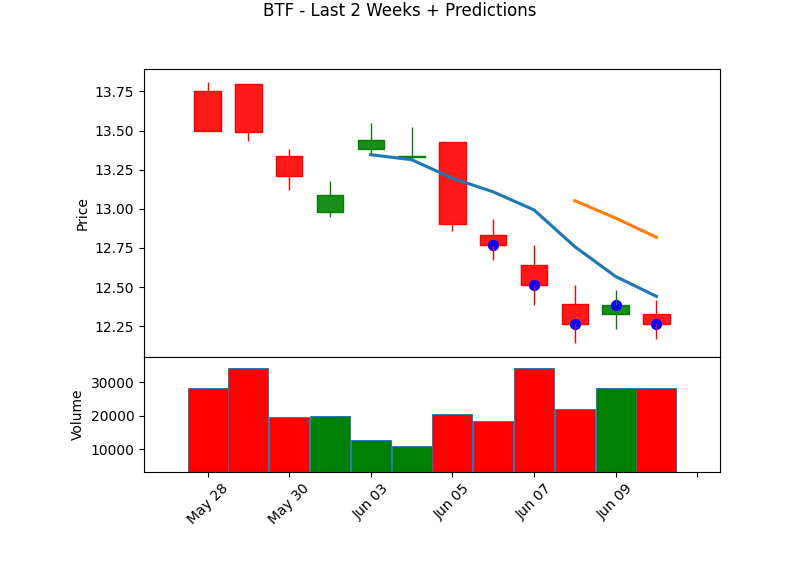 BTF - Last 2 Weeks + Predictions
Price
13.75
13.50
13.25
13.00
12.75
12.50
12.25
Volume
30000
20000
10000
May 28
May 30
Jun 03
Jun 05
Jun 07
Jun 09